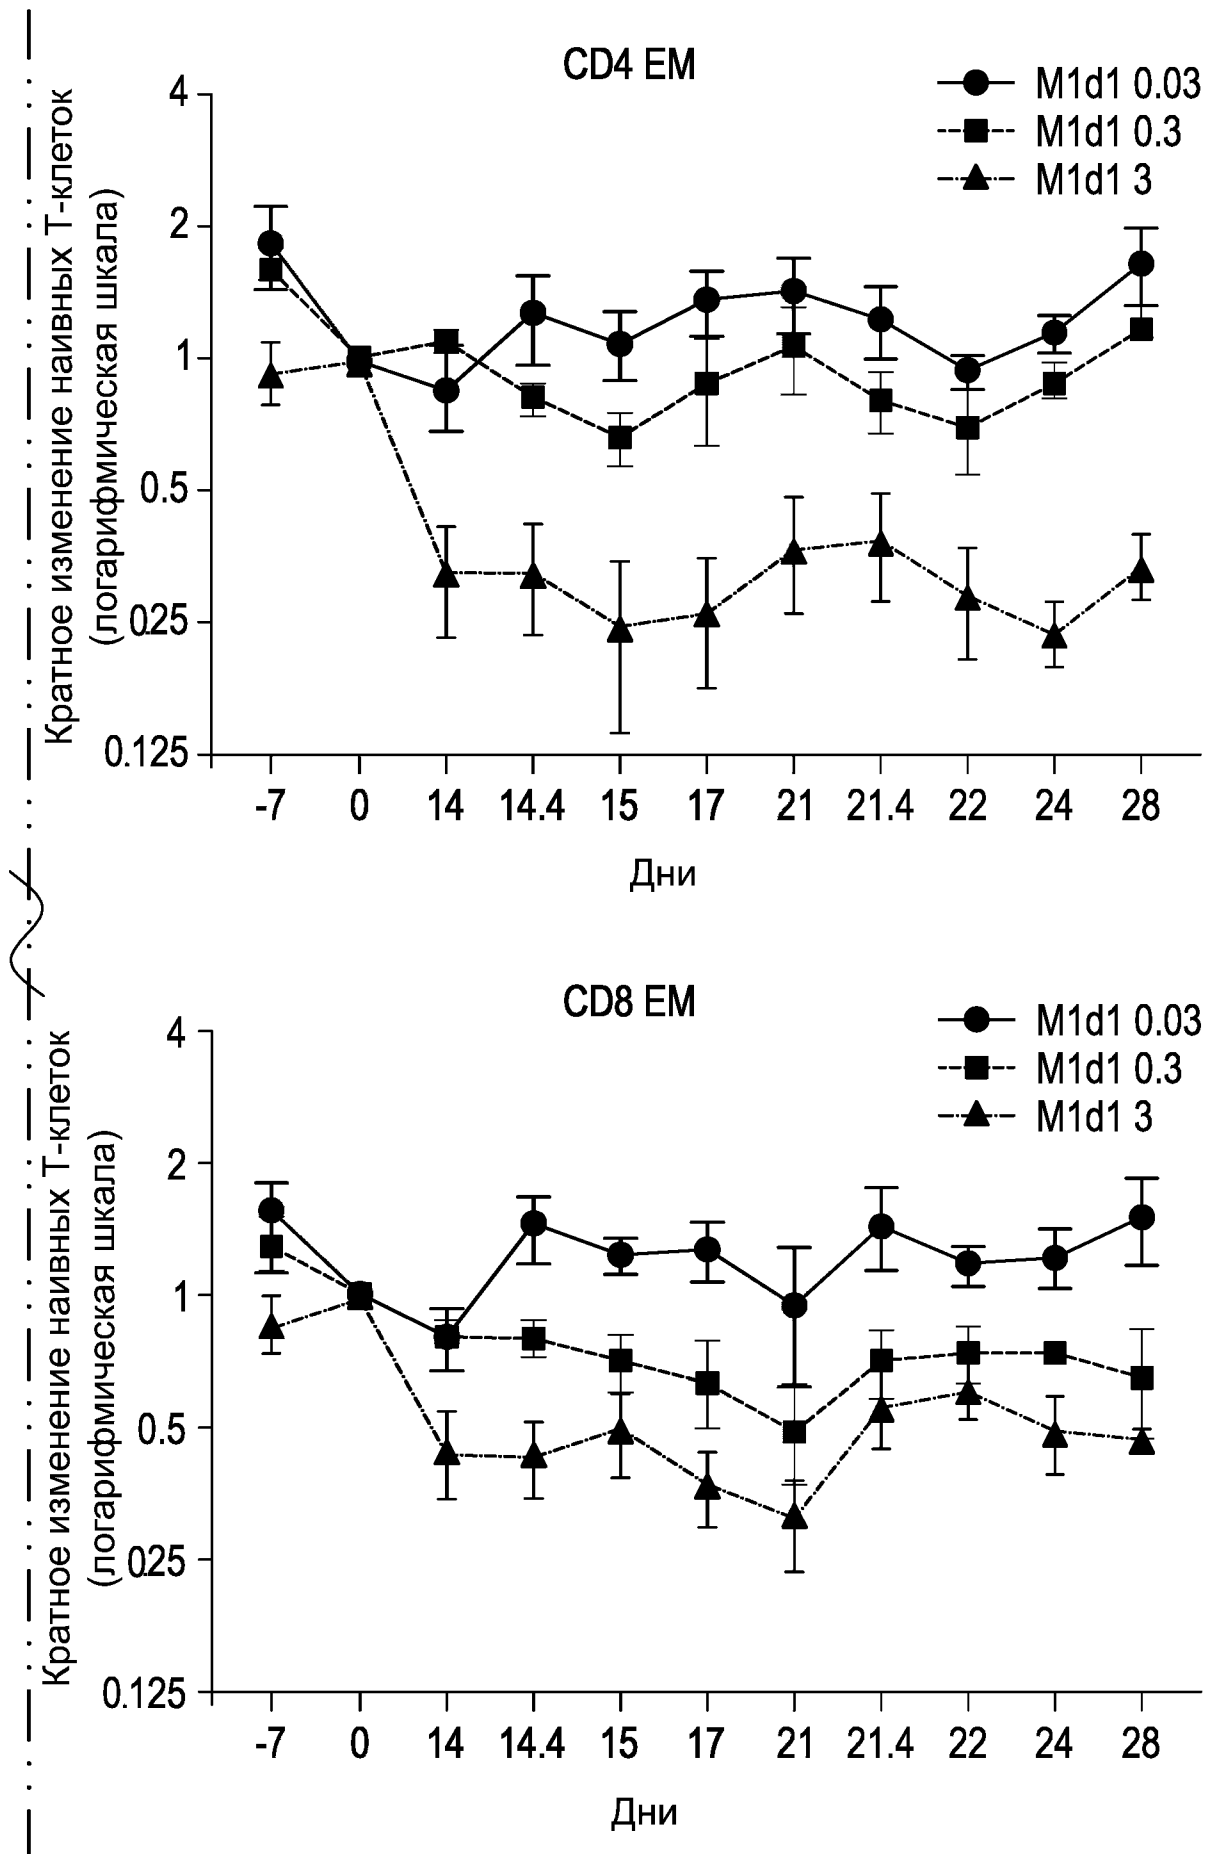 CD4 EM
M1d1 0.03
M1d1 0.3
M1d1 3
Кратное изменение наивных Т-клеток
(логарифмическая шкала)
4
2
1
0.5
0.25
0.125
-7 0 14 14.4 15 17 21 21.4 22 24 28
Дни
CD8 EM
M1d1 0.03
M1d1 0.3
M1d1 3
Кратное изменение наивных Т-клеток
(логарифмическая шкала)
4
2
1
0.5
0.25
0.125
-7 0 14 14.4 15 17 21 21.4 22 24 28
Дни